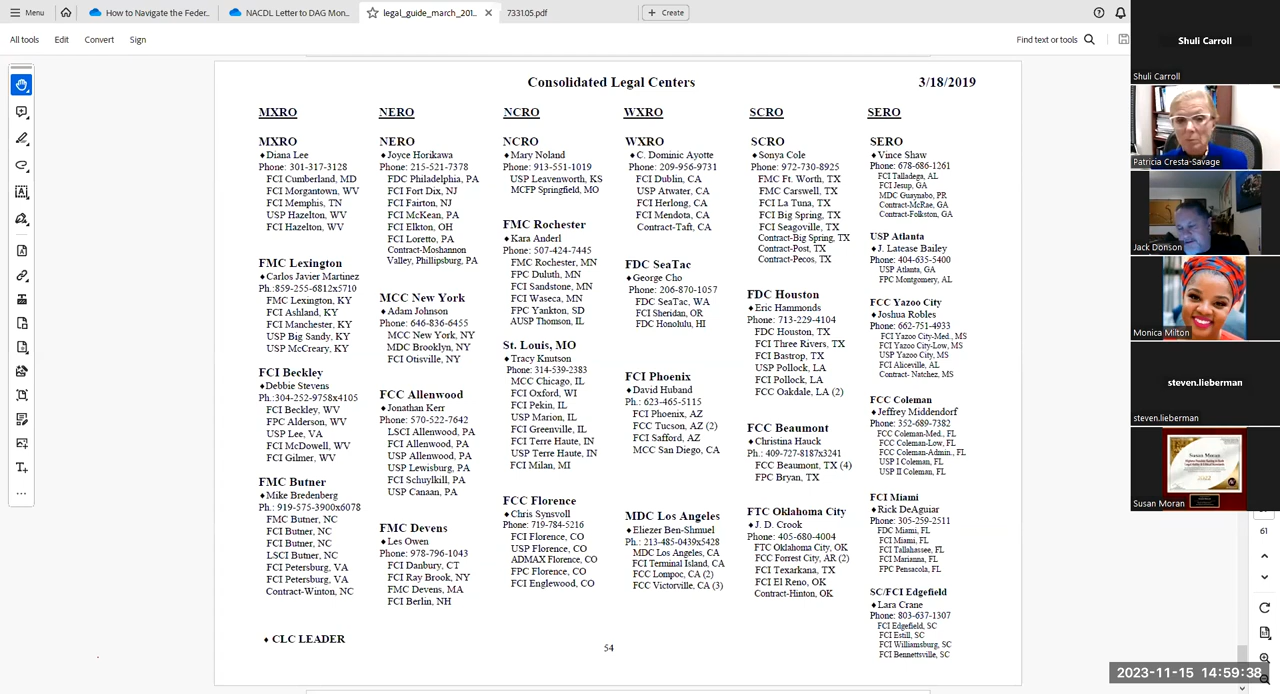 Menu
How to Navigate the Feder...
NACDL Letter to DAG Mon...
legal_guide_march_201...
733105.pdf
+ Create
All tools Edit Convert Sign
Find text or tools
Consolidated Legal Centers 3/18/2019
MXRO
MXRO
♦Diana Lee
Phone: 301-317-3128
FCI Cumberland, MD
FCI Morgantown, WV
FCI Memphis, TN
USP Hazelton, WV
FCI Hazelton, WV
FMC Lexington
♦Carlos Javier Martinez
Ph.:859-255-6812x5710
FMC Lexington, KY
FCI Ashland, KY
FCI Manchester, KY
USP Big Sandy, KY
USP McCreary, KY
FCI Beckley
♦Debbie Stevens
Ph.:304-252-9758x4105
FCI Beckley, WV
FPC Alderson, WV
USP Lee, VA
FCI McDowell, WV
FCI Gilmer, WV
FMC Butner
♦Mike Bredenberg
Ph.: 919-575-3900x6078
FMC Butner, NC
FCI Butner, NC
FCI Butner, NC
LSCI Butner, NC
FCI Petersburg, VA
FCI Petersburg, VA
Contract-Winton, NC
♦ CLC LEADER
NERO
NERO
♦Joyce Horikawa
Phone: 215-521-7378
FDC Philadelphia, PA
FCI Fort Dix, NJ
FCI Fairton, NJ
FCI McKean, PA
FCI Elkton, OH
FCI Loretto, PA
Contract-Moshannon
Valley, Phillipsburg, PA
MCC New York
♦Adam Johnson
Phone: 646-836-6455
MCC New York, NY
MDC Brooklyn, NY
FCI Otisville, NY
FCC Allenwood
♦Jonathan Kerr
Phone: 570-522-7642
LSCI Allenwood, PA
FCI Allenwood, PA
USP Allenwood, PA
USP Lewisburg, PA
FCI Schuylkill, PA
USP Canaan, PA
FMC Devens
♦Les Owen
Phone: 978-796-1043
FCI Danbury, CT
FCI Ray Brook, NY
FMC Devens, MA
FCI Berlin, NH
NCRO
NCRO
♦Mary Noland
Phone: 913-551-1019
USP Leavenworth, KS
MCFP Springfield, MO
FMC Rochester
♦Kara Anderl
Phone: 507-424-7445
FMC Rochester, MN
FPC Duluth, MN
FCI Sandstone, MN
FCI Waseca, MN
FPC Yankton, SD
AUSP Thomson, IL
St. Louis, MO
♦Tracy Knutson
Phone: 314-539-2383
MCC Chicago, IL
FCI Oxford, WI
FCI Pekin, IL
USP Marion, IL
FCI Greenville, IL
FCI Terre Haute, IN
USP Terre Haute, IN
FCI Milan, MI
FCC Florence
♦Chris Synsvoll
Phone: 719-784-5216
FCI Florence, CO
USP Florence, CO
ADMAX Florence, CO
FPC Florence, CO
FCI Englewood, CO
54
WXRO
WXRO
♦C. Dominic Ayotte
Phone: 209-956-9731
FCI Dublin, CA
USP Atwater, CA
FCI Herlong, CA
FCI Mendota, CA
Contract-Taft, CA
FDC SeaTac
♦George Cho
Phone: 206-870-1057
FDC SeaTac, WA
FCI Sheridan, OR
FDC Honolulu, HI
FCI Phoenix
♦David Huband
Ph.: 623-465-5115
FCI Phoenix, AZ
FCC Tucson, AZ (2)
FCI Safford, AZ
MCC San Diego, CA
MDC Los Angeles
♦Eliezer Ben-Shmuel
Ph.: 213-485-0439x5428
MDC Los Angeles, CA
FCI Terminal Island, CA
FCC Lompoc, CA (2)
FCC Victorville, CA (3)
SCRO
SCRO
♦Sonya Cole
Phone: 972-730-8925
FMC Ft. Worth, TX
FMC Carswell, TX
FCI La Tuna, TX
FCI Big Spring, TX
FCI Seagoville, TX
Contract-Big Spring, TX
Contract-Post, TX
Contract-Pecos, TX
FDC Houston
♦Eric Hammonds
Phone: 713-229-4104
FDC Houston, TX
FCI Three Rivers, TX
FCI Bastrop, TX
USP Pollock, LA
FCI Pollock, LA
FCC Oakdale, LA (2)
FCC Beaumont
♦Christina Hauck
Ph.: 409-727-8187x3241
FCC Beaumont, TX (4)
FPC Bryan, TX
FTC Oklahoma City
♦J. D. Crook
Phone: 405-680-4004
FTC Oklahoma City, OK
FCC Forrest City, AR (2)
FCI Texarkana, TX
FCI El Reno, OK
Contract-Hinton, OK
SERO
SERO
♦Vince Shaw
Phone: 678-686-1261
FCI Talladega, AL
FCI Jesup, GA
MDC Guaynabo, PR
Contract-McRae, GA
Contract-Folkston, GA
USP Atlanta
♦J. Latease Bailey
Phone: 404-635-5400
USP Atlanta, GA
FPC Montgomery, AL
FCC Yazoo City
♦Joshua Robles
Ph: 662-751-4933
FCI Yazoo City-Med., MS
FCI Yazoo City-Low, MS
USP Yazoo City, MS
FCI Aliceville, AL
Contract- Natchez, MS
FCC Coleman
♦Jeffrey Middendorf
Phone: 352-689-7382
FCC Coleman-Med., FL
FCC Coleman-Low, FL
FCC Coleman-Admin., FL
USP I Coleman, FL
USP II Coleman, FL
FCI Miami
♦Rick DeAguiar
Phone: 305-259-2511
FDC Miami, FL
FCI Miami, FL
FCI Tallahassee, FL
FCI Marianna, FL
FPC Pensacola, FL
SC/FCI Edgefield
♦Lara Crane
Phone: 803-637-1307
FCI Edgefield, SC
FCI Estill, SC
FCI Williamsburg, SC
FCI Bennettsville, SC
61
Shuli Carroll
Shuli Carroll
Patricia Cresta-Savage
Jack Donson
Monica Milton
steven.lieberman
steven.lieberman
Susan Moran
Susan Moran
2023-11-15 14:59:38